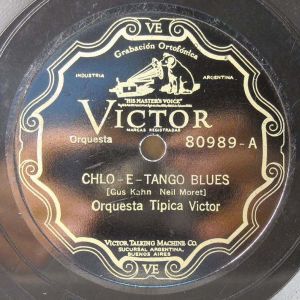 VE
Grabación Ortofónica
INDUSTRIA ARGENTINA
"HIS MASTER'S VOICE"
VICTOR
MARCAS REGISTRADAS
Orquesta 80989-A
CHLO-E-TANGO BLUES
[Gus Kahn Neil Moret]
Orquesta Tipica Victor
VICTOR TALKING MACHINE CO.
SUCURSAL ARGENTINA,
BUENOS AIRES
VE